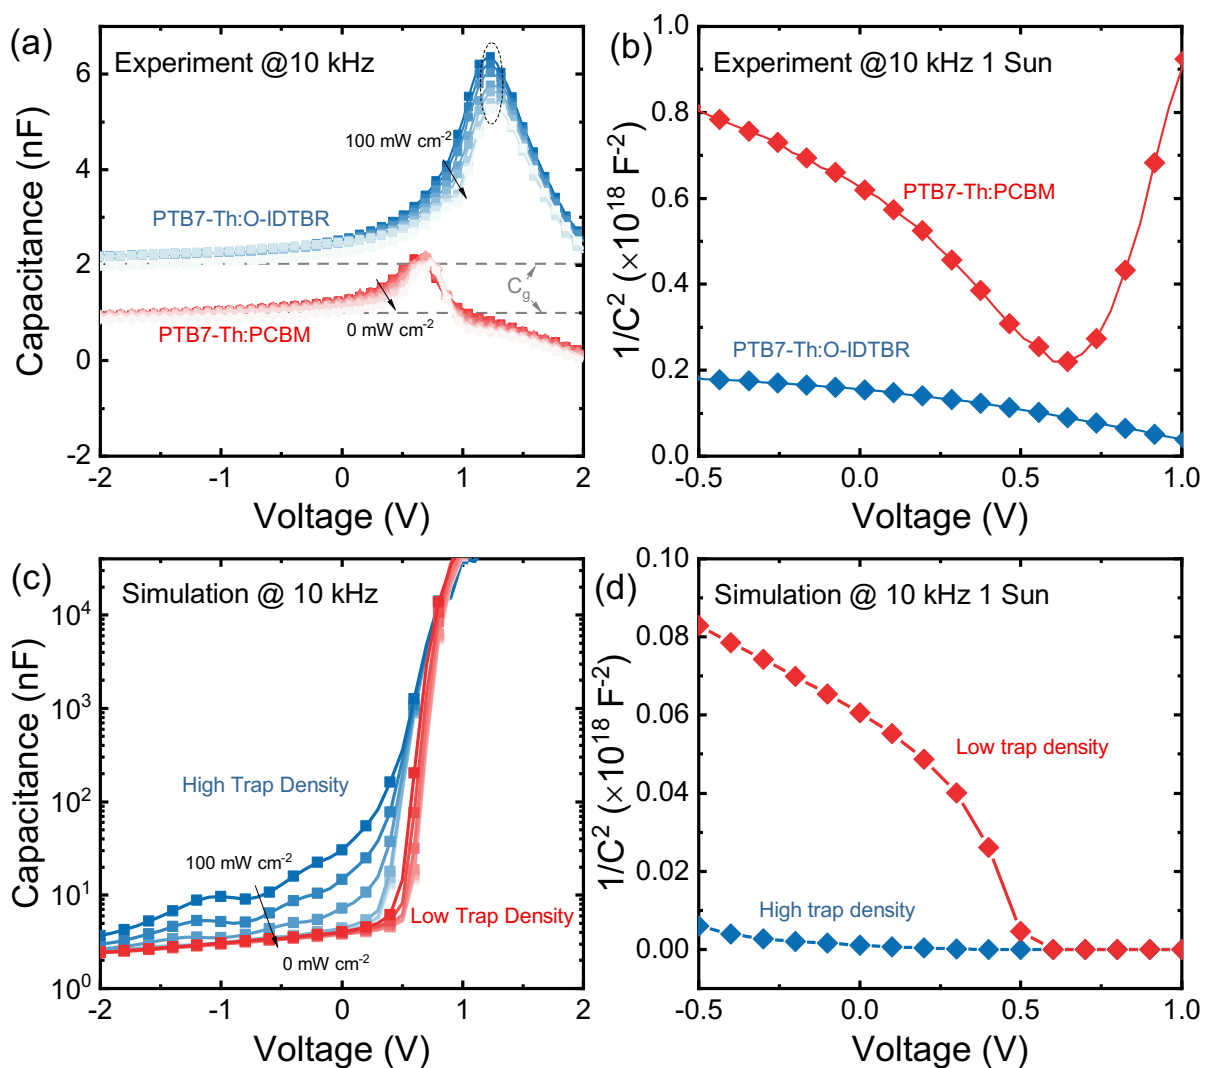 (a)
Experiment @10 kHz
Capacitance (nF)
6
4
2
0
-2
100 mW cm-2
PTB7-Th:O-IDTBR
Cg
PTB7-Th:PCBM
0 mW cm-2
-2 -1 0 1 2
Voltage (V)
(b)
Experiment @10 kHz 1 Sun
1/C2 (×1018 F-2)
1.0
0.8
0.6
0.4
0.2
0.0
PTB7-Th:PCBM
PTB7-Th:O-IDTBR
-0.5 0.0 0.5 1.0
Voltage (V)
(c)
Simulation @ 10 kHz
Capacitance (nF)
104
103
102
101
100
High Trap Density
100 mW cm-2
Low Trap Density
0 mW cm-2
-2 -1 0 1 2
Voltage (V)
(d)
Simulation @ 10 kHz 1 Sun
1/C2 (×1018 F-2)
0.10
0.08
0.06
0.04
0.02
0.00
Low trap density
High trap density
-0.5 0.0 0.5 1.0
Voltage (V)